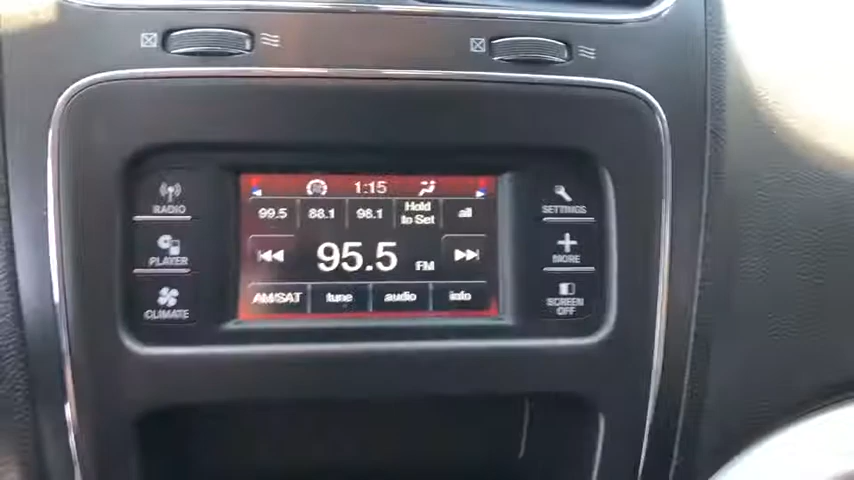 1:15
RADIO
99.5 88.1 98.1 Hold to Set all
SETTINGS
PLAYER
95.5 FM
MORE
CLIMATE
AM/SAT tune audio info
SCREEN OFF